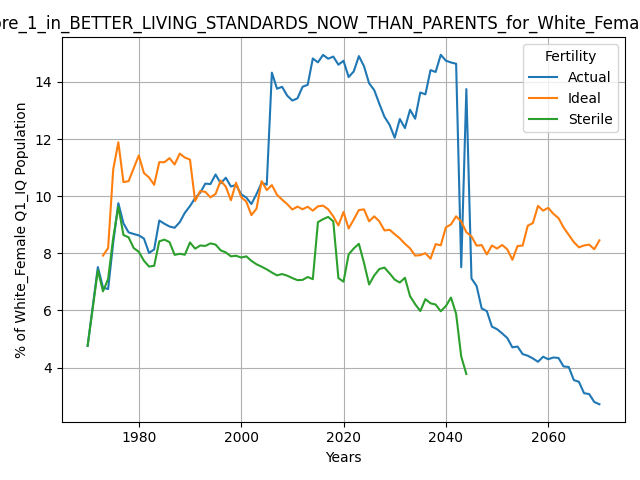 ore_1_in_BETTER_LIVING_STANDARDS_NOW_THAN_PARENTS_for_White_Fema
Fertility
Actual
Ideal
Sterile
% of White_Female Q1_IQ Population
14
12
10
8
6
4
1980
2000
2020
2040
2060
Years